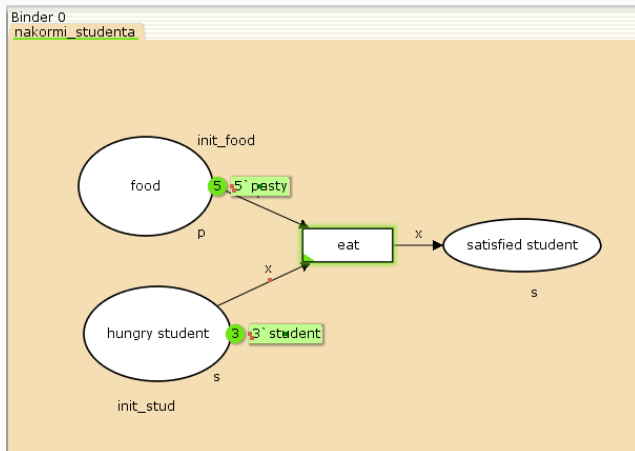 Binder 0
nakormi_studenta
init_food
food
5
5`pasty
p
eat
x
satisfied student
s
x
hungry student
3
3`student
s
init_stud